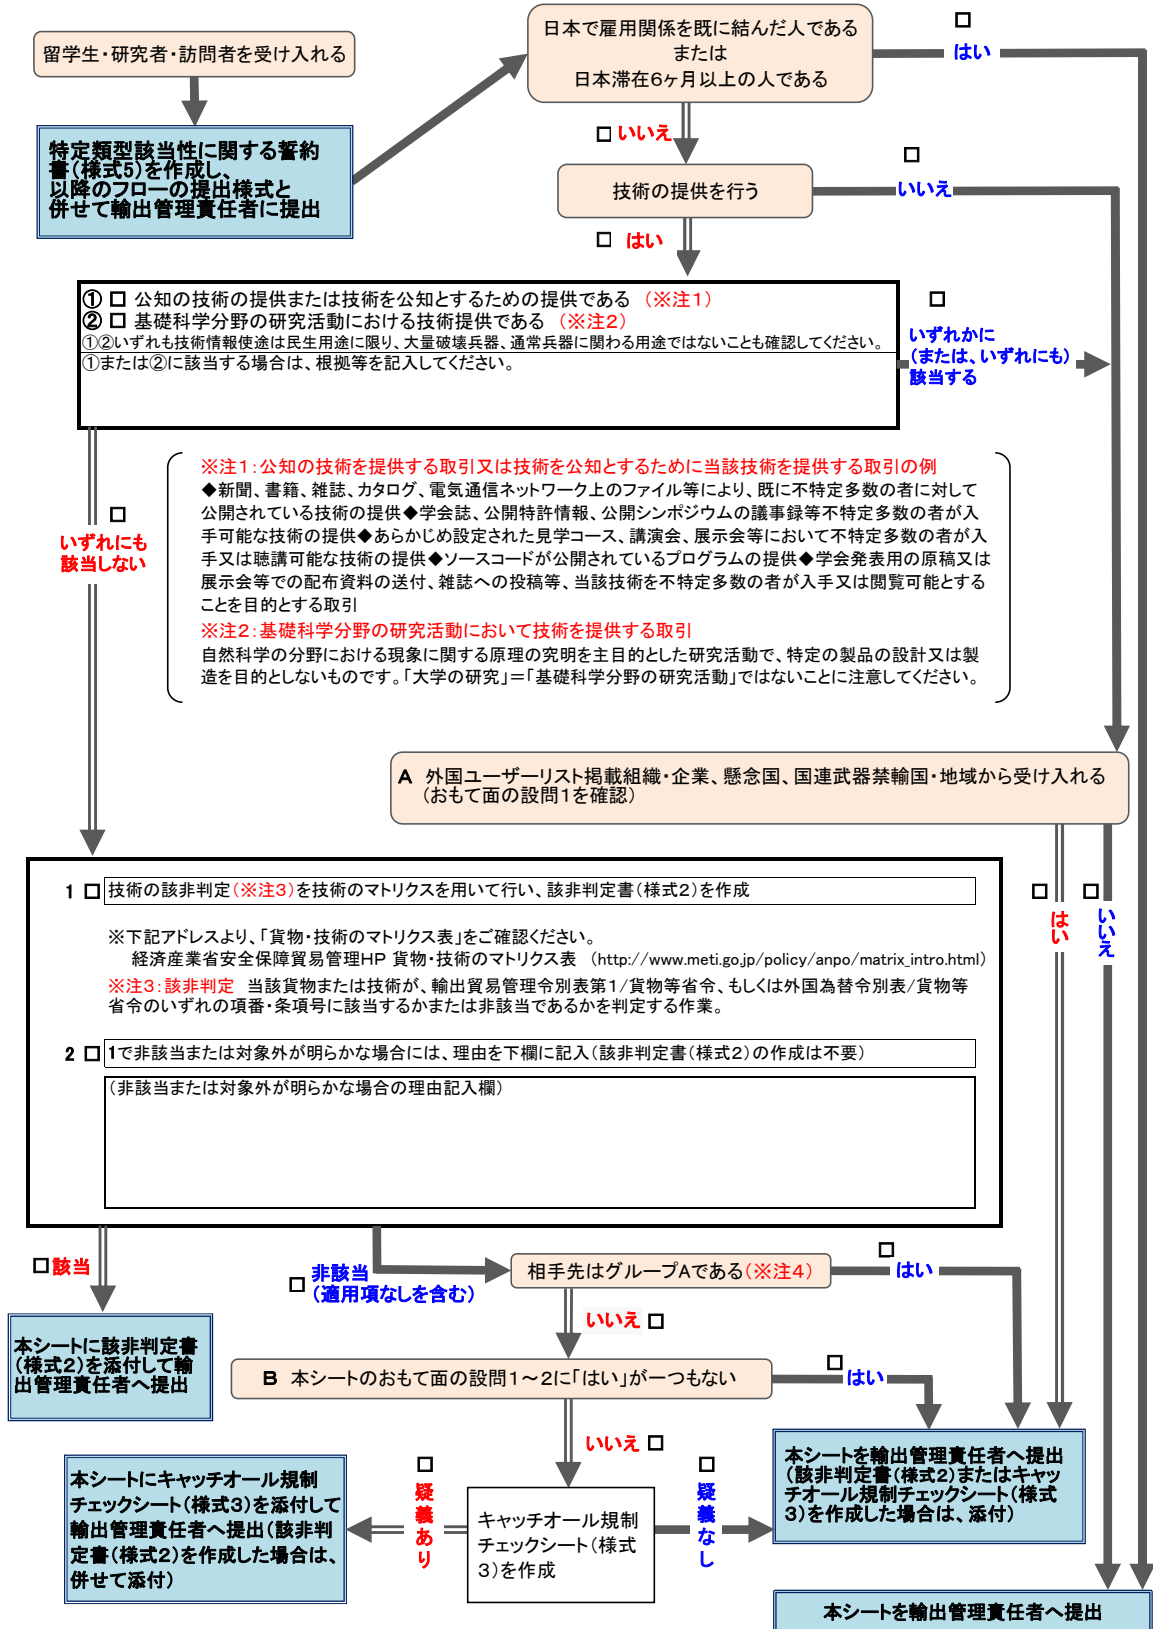 留学生・研究者・訪問者を受け入れる
日本で雇用関係を既に結んだ人である
または
日本滞在6ヶ月以上の人である
□
はい
特定類型該当性に関する誓約
書(様式5)を作成し、
以降のフローの提出様式と
併せて輸出管理責任者に提出
□ いいえ
技術の提供を行う
□
いいえ
□ はい
① □ 公知の技術の提供または技術を公知とするための提供である (※注1)
② □ 基礎科学分野の研究活動における技術提供である (※注2)
①②いずれも技術情報使途は民生用途に限り、大量破壊兵器、通常兵器に関わる用途ではないことも確認してください。
①または②に該当する場合は、根拠等を記入してください。
□
いずれかに
(または、いずれにも)
該当する
□
いずれにも
該当しない
※注1:公知の技術を提供する取引又は技術を公知とするために当該技術を提供する取引の例
◆新聞、書籍、雑誌、カタログ、電気通信ネットワーク上のファイル等により、既に不特定多数の者に対して
公開されている技術の提供◆学会誌、公開特許情報、公開シンポジウムの議事録等不特定多数の者が入
手可能な技術の提供◆あらかじめ設定された見学コース、講演会、展示会等において不特定多数の者が入
手又は聴講可能な技術の提供◆ソースコードが公開されているプログラムの提供◆学会発表用の原稿又は
展示会等での配布資料の送付、雑誌への投稿等、当該技術を不特定多数の者が入手又は閲覧可能とする
ことを目的とする取引
※注2:基礎科学分野の研究活動において技術を提供する取引
自然科学の分野における現象に関する原理の究明を主目的とした研究活動で、特定の製品の設計又は製
造を目的としないものです。「大学の研究」=「基礎科学分野の研究活動」ではないことに注意してください。
A 外国ユーザーリスト掲載組織・企業、懸念国、国連武器禁輸国・地域から受け入れる
(おもて面の設問1を確認)
□ はい
□ いいえ
1 □ 技術の該非判定(※注3)を技術のマトリクスを用いて行い、該非判定書(様式2)を作成
※下記アドレスより、「貨物・技術のマトリクス表」をご確認ください。
経済産業省安全保障貿易管理HP 貨物・技術のマトリクス表 (http://www.meti.go.jp/policy/anpo/matrix_intro.html)
※注3:該非判定 当該貨物または技術が、輸出貿易管理令別表第1/貨物等省令、もしくは外国為替令別表/貨物等
省令のいずれの項番・条項号に該当するかまたは非該当であるかを判定する作業。
2 □ 1で非該当または対象外が明らかな場合には、理由を下欄に記入(該非判定書(様式2)の作成は不要)
(非該当または対象外が明らかな場合の理由記入欄)
□該当
□ 非該当
(適用項なしを含む)
相手先はグループAである(※注4)
□
はい
いいえ □
本シートに該非判定書
(様式2)を添付して輸
出管理責任者へ提出
B 本シートのおもて面の設問1~2に「はい」が一つもない
□
はい
いいえ □
本シートにキャッチオール規制
チェックシート(様式3)を添付して
輸出管理責任者へ提出(該非判
定書(様式2)を作成した場合は、
併せて添付)
□
疑義あり
キャッチオール規制
チェックシート(様式
3)を作成
□
疑義なし
本シートを輸出管理責任者へ提出
(該非判定書(様式2)またはキャッ
チオール規制チェックシート(様式
3)を作成した場合は、添付)
本シートを輸出管理責任者へ提出